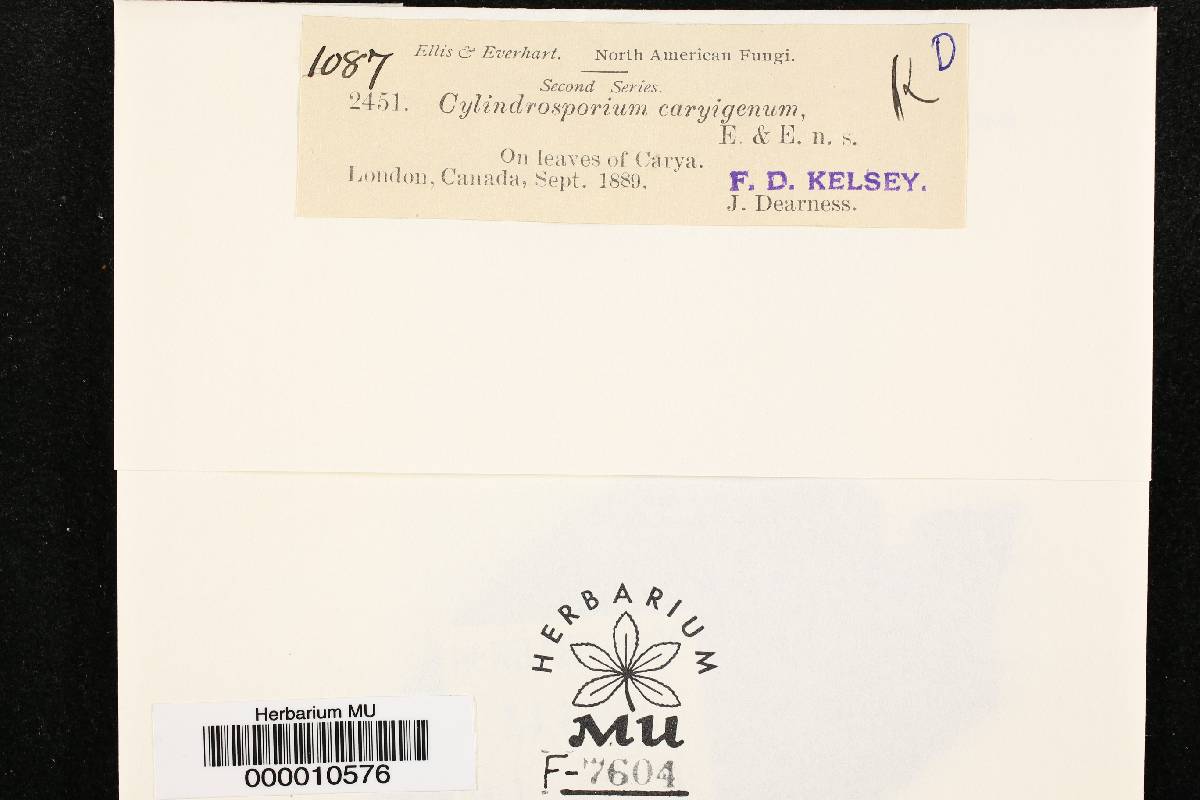 1087 Ellis & Everhart. North American Fungi. K D
Second Series.
2451. Cylindrosporium caryigenum,
E. & E. n. s.
On leaves of Carya.
London, Canada, Sept. 1889.
F. D. KELSEY.
J. Dearness.
HERBARIUM
MU
F-7604
Herbarium MU
000010576